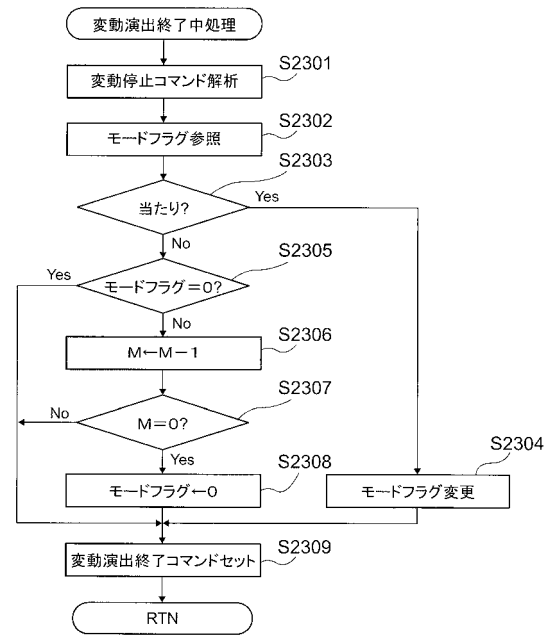 変動演出終了中処理
S2301
変動停止コマンド解析
S2302
モードフラグ参照
S2303
当たり?
Yes
No
S2305
Yes
モードフラグ=0?
No
S2306
M←M-1
S2307
No
M=0?
Yes
S2304
S2308
モードフラグ←0
モードフラグ変更
S2309
変動演出終了コマンドセット
RTN